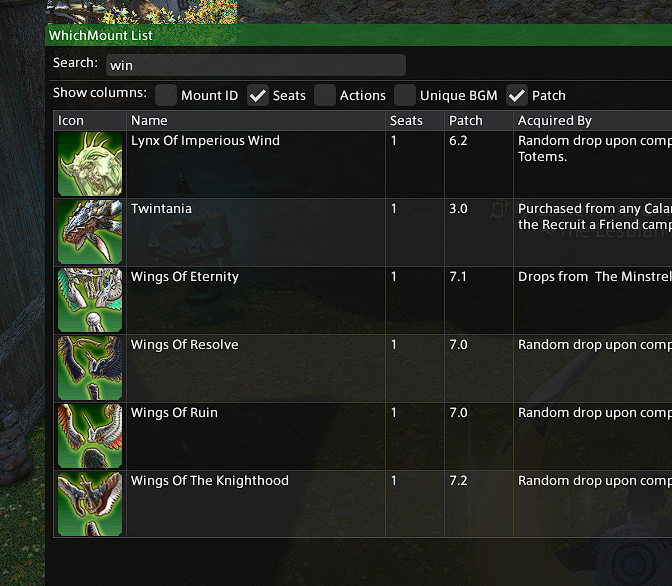 WhichMount List
Search: win
Show columns: Mount ID Seats Actions Unique BGM Patch
Icon Name Seats Patch Acquired By
Lynx Of Imperious Wind 1 6.2 Random drop upon comp
Totems.
Twintania 1 3.0 Purchased from any Cala
the Recruit a Friend camp
Wings Of Eternity 1 7.1 Drops from The Minstrel
Wings Of Resolve 1 7.0 Random drop upon comp
Wings Of Ruin 1 7.0 Random drop upon comp
Wings Of The Knighthood 1 7.2 Random drop upon comp